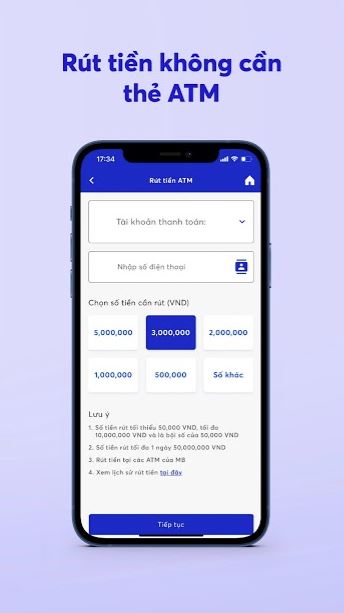 Rút tiền không cần
thẻ ATM
17:34
Rút tiền ATM
Tài khoản thanh toán:
Nhập số điện thoại
Chọn số tiền cần rút (VND)
5,000,000 3,000,000 2,000,000
1,000,000 500,000 Số khác
Lưu ý
1. Số tiền rút tối thiểu 50,000 VND, tối đa
10,000,000 VND và là bội số của 50,000 VND
2. Số tiền rút tối đa 1 ngày 50,000,000 VND
3. Rút tiền tại các ATM của MB
4. Xem lịch sử rút tiền tại đây
Tiếp tục